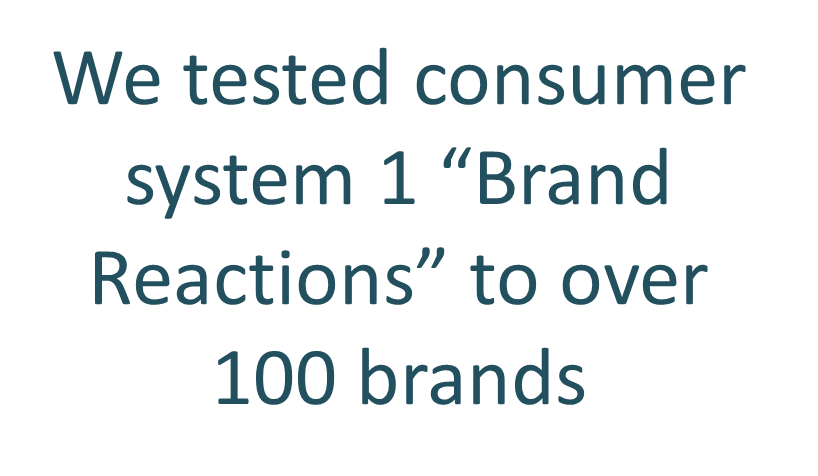 We tested consumer
system 1 “Brand
Reactions” to over
100 brands